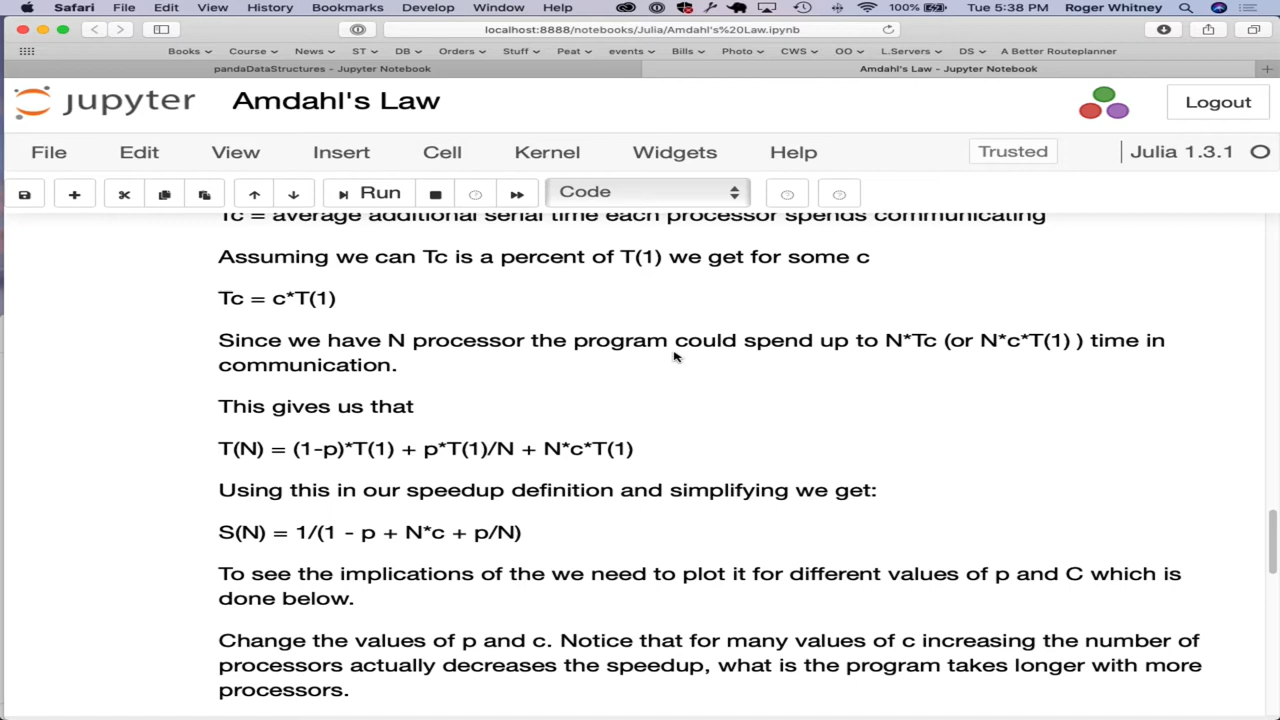 Safari File Edit View History Bookmarks Develop Window Help 100% Tue 5:38 PM Roger Whitney
localhost:8888/notebooks/Julia/Amdahl's%20Law.ipynb
Books Course News ST DB Orders Stuff Peat events Bills Photo CWS OO L.Servers DS A Better Routeplanner
pandaDataStructures - Jupyter Notebook Amdahl's Law - Jupyter Notebook
jupyter Amdahl's Law Logout
File Edit View Insert Cell Kernel Widgets Help Trusted Julia 1.3.1
Run Code
Tc = average additional serial time each processor spends communicating
Assuming we can Tc is a percent of T(1) we get for some c
Tc = c*T(1)
Since we have N processor the program could spend up to N*Tc (or N*c*T(1) ) time in
communication.
This gives us that
T(N) = (1-p)*T(1) + p*T(1)/N + N*c*T(1)
Using this in our speedup definition and simplifying we get:
S(N) = 1/(1 - p + N*c + p/N)
To see the implications of the we need to plot it for different values of p and C which is
done below.
Change the values of p and c. Notice that for many values of c increasing the number of
processors actually decreases the speedup, what is the program takes longer with more
processors.